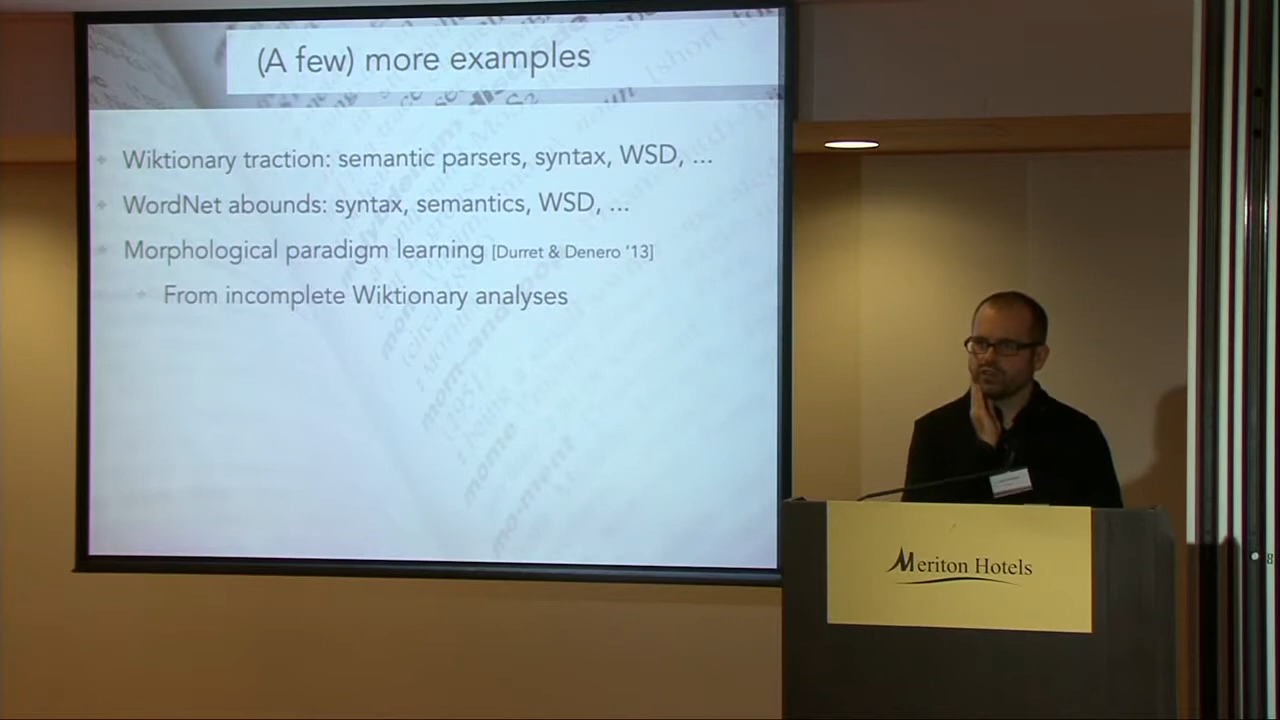 (A few) more examples
Wiktionary traction: semantic parsers, syntax, WSD, ...
WordNet abounds: syntax, semantics, WSD, ...
Morphological paradigm learning [Durret & Denero '13]
From incomplete Wiktionary analyses
Meriton Hotels